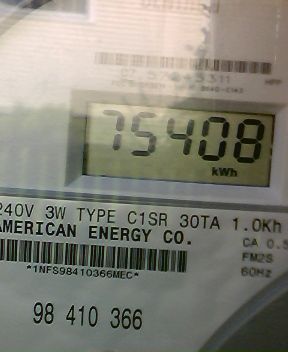 75408
kWh
240V 3W TYPE C1SR 30TA 1.0Kh
AMERICAN ENERGY CO.
CA 0.5
FM2S
60Hz
*1NFS98410366MEC*
98 410 366